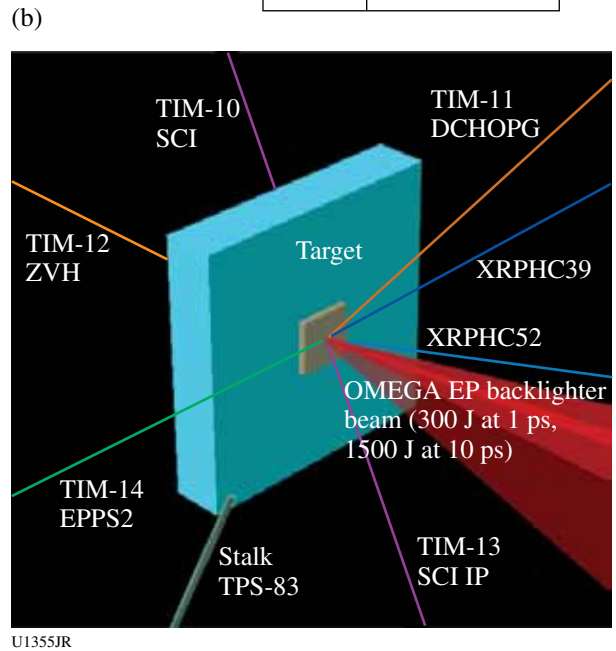 (b)
TIM-10
SCI
TIM-11
DCHOPG
TIM-12
ZVH
Target
XRPHC39
XRPHC52
OMEGA EP backlighter
beam (300 J at 1 ps,
1500 J at 10 ps)
TIM-14
EPPS2
Stalk
TPS-83
TIM-13
SCI IP
U1355JR